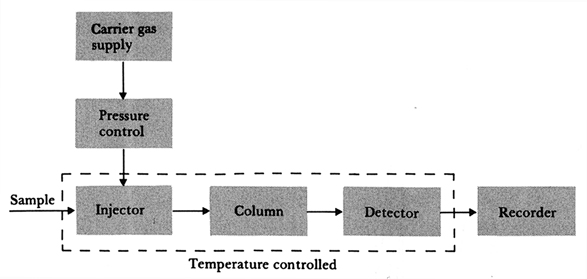 Carrier gas
supply
Pressure
control
Sample
Injector
Column
Detector
Recorder
Temperature controlled